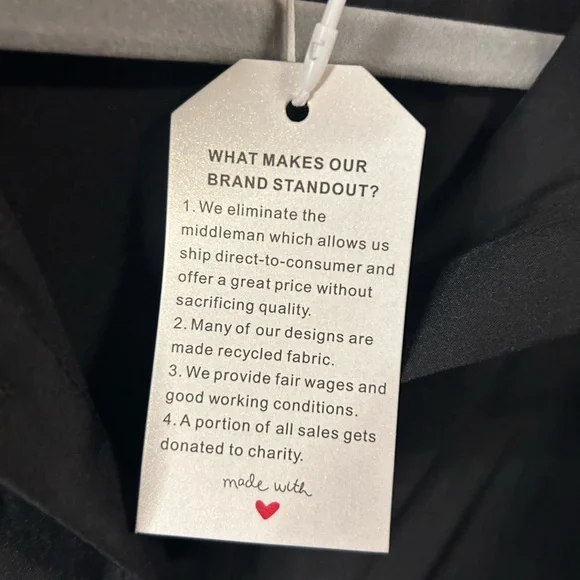 WHAT MAKES OUR
BRAND STANDOUT?
1. We eliminate the
middleman which allows us
ship direct-to-consumer and
offer a great price without
sacrificing quality.
2. Many of our designs are
made recycled fabric.
3. We provide fair wages and
good working conditions.
4. A portion of all sales gets
donated to charity.
made with